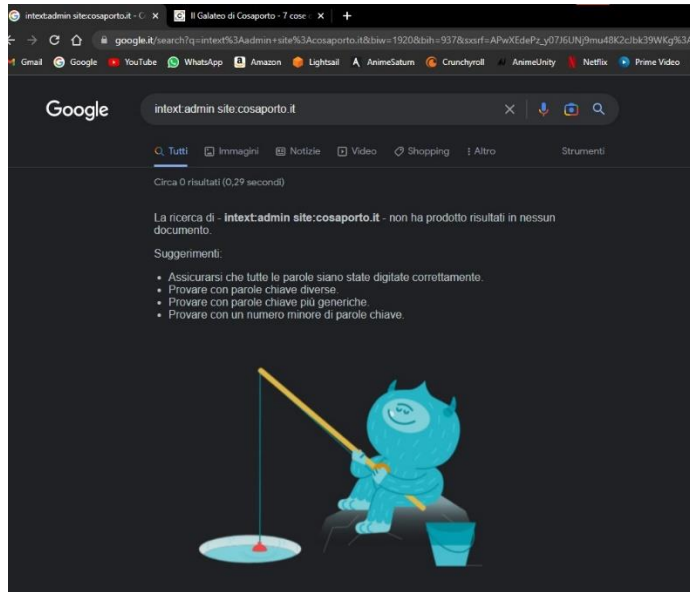 intext:admin site:cosaporto.it - C
Il Galateo di Cosaporto - 7 cose
google.it/search?q=intext%3Aadmin+site%3Acosaporto.it&biw=1920&bih=937&sxsrf=
Gmail Google YouTube WhatsApp Amazon Lightsail AnimeSaturn Crunchyroll AnimeUnity Netflix Prime Video
Google
intext:admin site:cosaporto.it
Tutti Immagini Notizie Video Shopping Altro Strumenti
Circa 0 risultati (0,29 secondi)
La ricerca di - intext:admin site:cosaporto.it - non ha prodotto risultati in nessun
documento.
Suggerimenti:
• Assicurarsi che tutte le parole siano state digitate correttamente.
• Provare con parole chiave diverse.
• Provare con parole chiave più generiche.
• Provare con un numero minore di parole chiave.